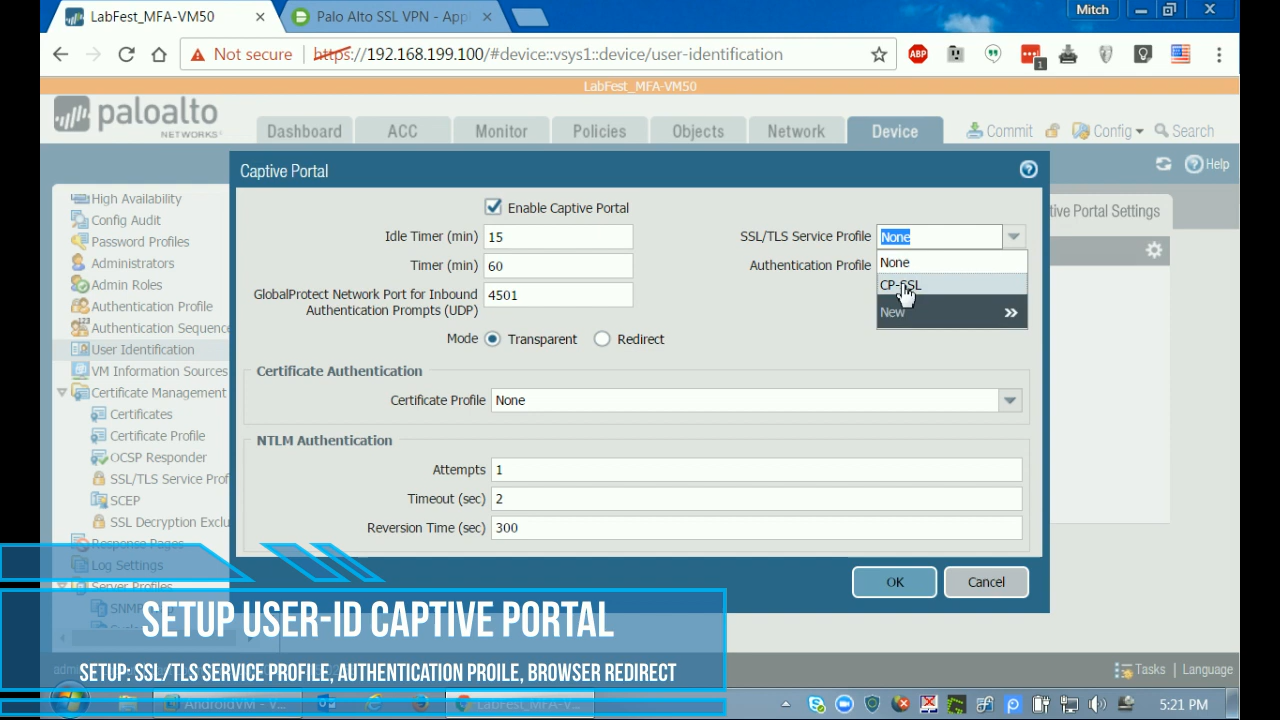 LabFest_MFA-VM50
Palo Alto SSL VPN - Appl
Mitch
Not secure
https://192.168.199.100/#device::vsys1::device/user-identification
ABP
1
LabFest_MFA-VM50
paloalto
NETWORKS
Dashboard
ACC
Monitor
Policies
Objects
Network
Device
Commit
Config
Search
Help
Captive Portal
High Availability
Config Audit
Password Profiles
Administrators
Admin Roles
Authentication Profile
Authentication Sequence
User Identification
VM Information Sources
Certificate Management
Certificates
Certificate Profile
OCSP Responder
SSL/TLS Service Prof
SCEP
SSL Decryption Exclu
Response Pages
Log Settings
Server Profiles
SNM
tive Portal Settings
Enable Captive Portal
Idle Timer (min) 15
Timer (min) 60
GlobalProtect Network Port for Inbound
Authentication Prompts (UDP)
4501
SSL/TLS Service Profile None
Authentication Profile
None
CP-SSL
New
Mode Transparent Redirect
Certificate Authentication
Certificate Profile None
NTLM Authentication
Attempts 1
Timeout (sec) 2
Reversion Time (sec) 300
OK
Cancel
SETUP USER-ID CAPTIVE PORTAL
SETUP: SSL/TLS SERVICE PROFILE, AUTHENTICATION PROILE, BROWSER REDIRECT
Tasks | Language
AndroidVM - V...
LabFest_MFA-V...
5:21 PM